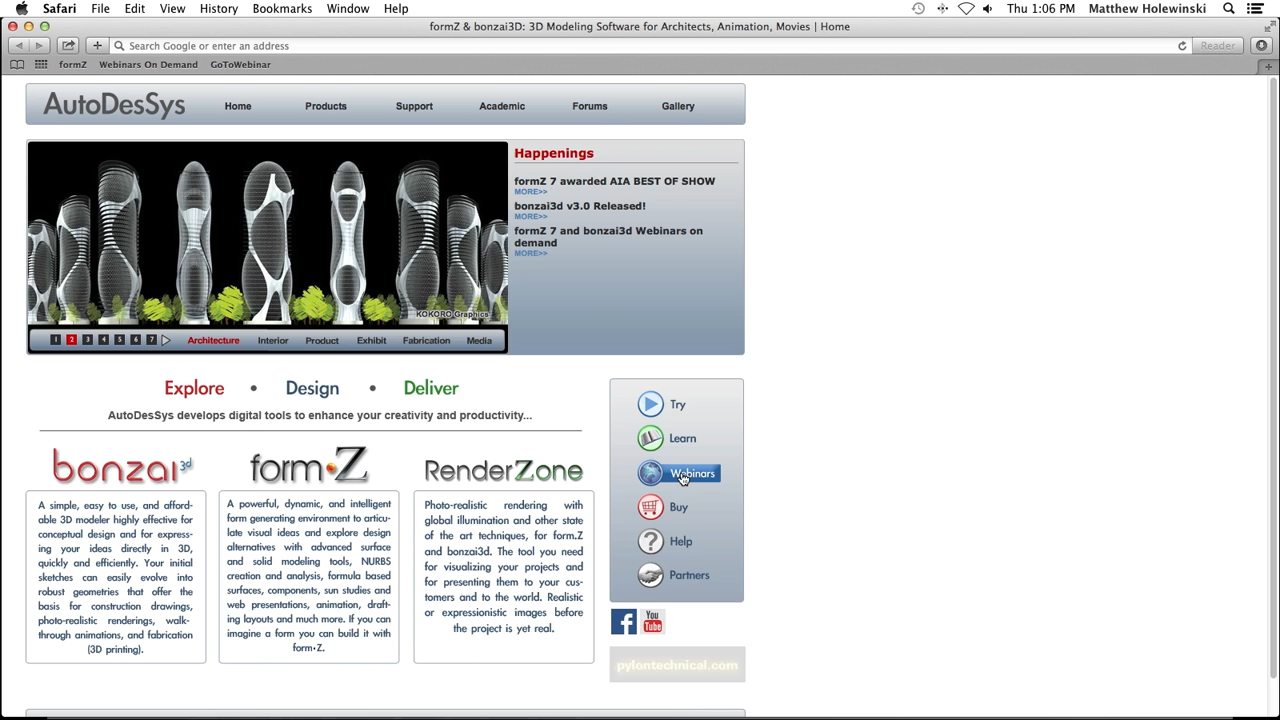 Safari File Edit View History Bookmarks Window Help Thu 1:06 PM Matthew Holewinski
formZ & bonzai3D: 3D Modeling Software for Architects, Animation, Movies | Home
Search Google or enter an address Reader
formZ Webinars On Demand GoToWebinar
AutoDesSys Home Products Support Academic Forums Gallery
Happenings
formZ 7 awarded AIA BEST OF SHOW
MORE>>
bonzai3d v3.0 Released!
MORE>>
formZ 7 and bonzai3d Webinars on
demand
MORE>>
KOKORO Graphics
1 2 3 4 5 6 7 Architecture Interior Product Exhibit Fabrication Media
Explore • Design • Deliver
AutoDesSys develops digital tools to enhance your creativity and productivity...
bonzai3d
A simple, easy to use, and afford-
able 3D modeler highly effective for
conceptual design and for express-
ing your ideas directly in 3D,
quickly and efficiently. Your initial
sketches can easily evolve into
robust geometries that offer the
basis for construction drawings,
photo-realistic renderings, walk-
through animations, and fabrication
(3D printing).
form•Z
A powerful, dynamic, and intelligent
form generating environment to articu-
late visual ideas and explore design
alternatives with advanced surface
and solid modeling tools, NURBS
creation and analysis, formula based
surfaces, components, sun studies and
web presentations, animation, draft-
ing layouts and much more. If you can
imagine a form you can build it with
form•Z.
RenderZone
Photo-realistic rendering with
global illumination and other state
of the art techniques, for form.Z
and bonzai3d. The tool you need
for visualizing your projects and
for presenting them to your cus-
tomers and to the world. Realistic
or expressionistic images before
the project is yet real.
Try
Learn
Webinars
Buy
Help
Partners
f You Tube
pylontechnical.com